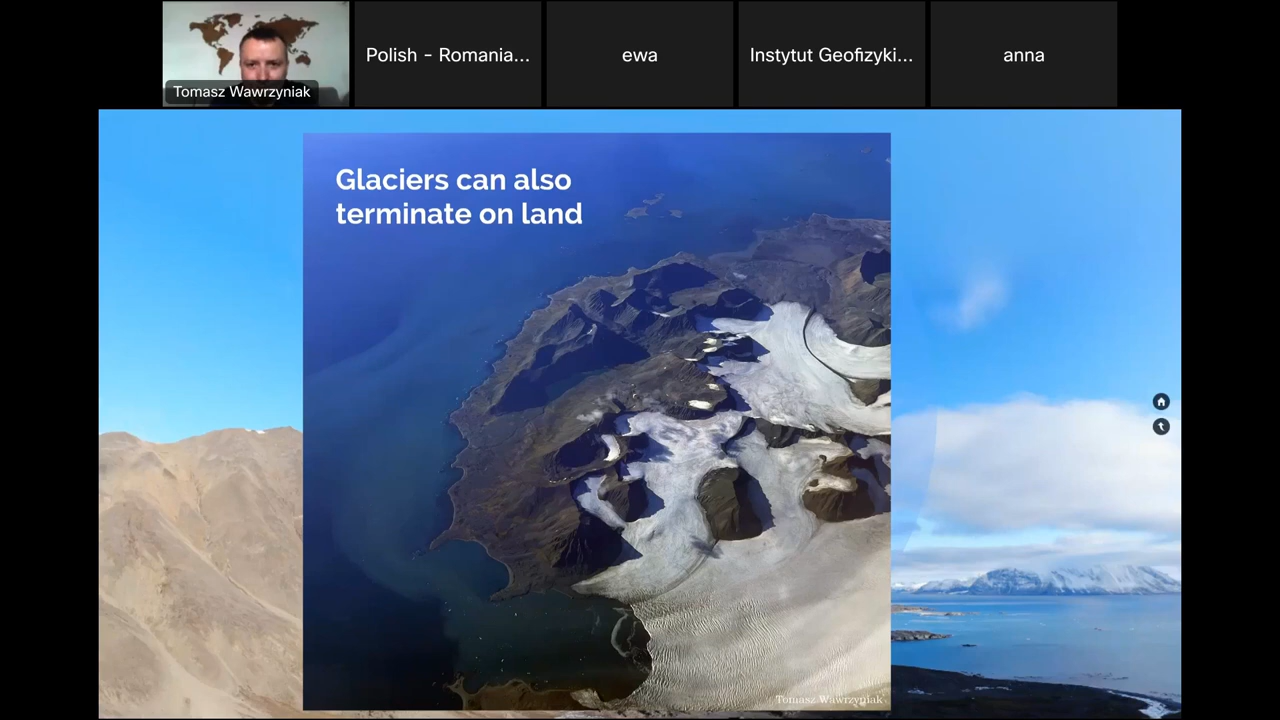 Tomasz Wawrzyniak
Polish - Romania...
ewa
Instytut Geofizyki...
anna
Glaciers can also
terminate on land
Tomasz Wawrzyniak